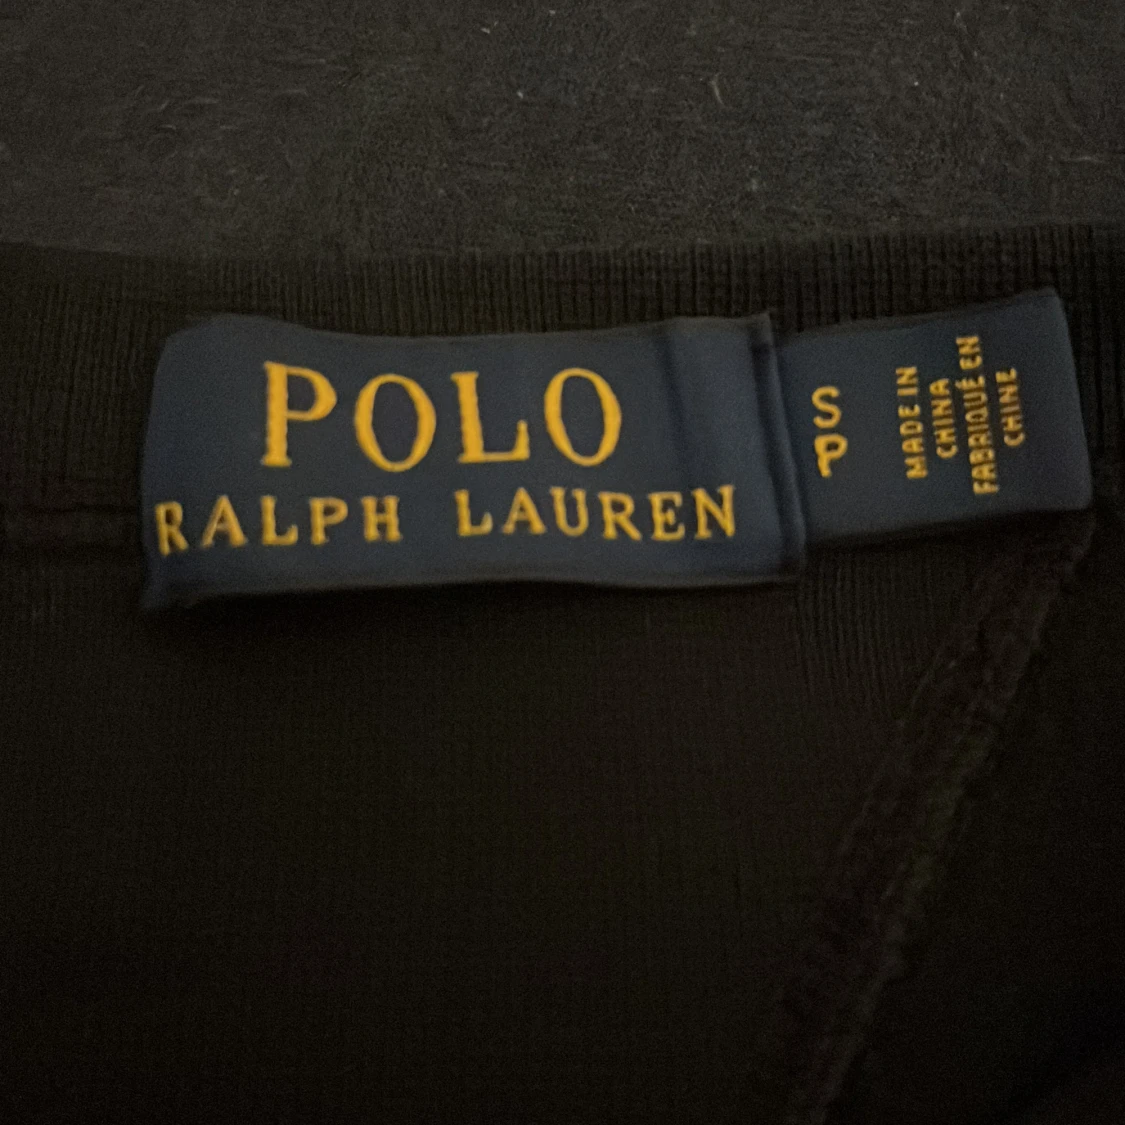 POLO
RALPH LAUREN
S
P
MADE IN
CHINA
FABRIQUÉ EN
CHINE